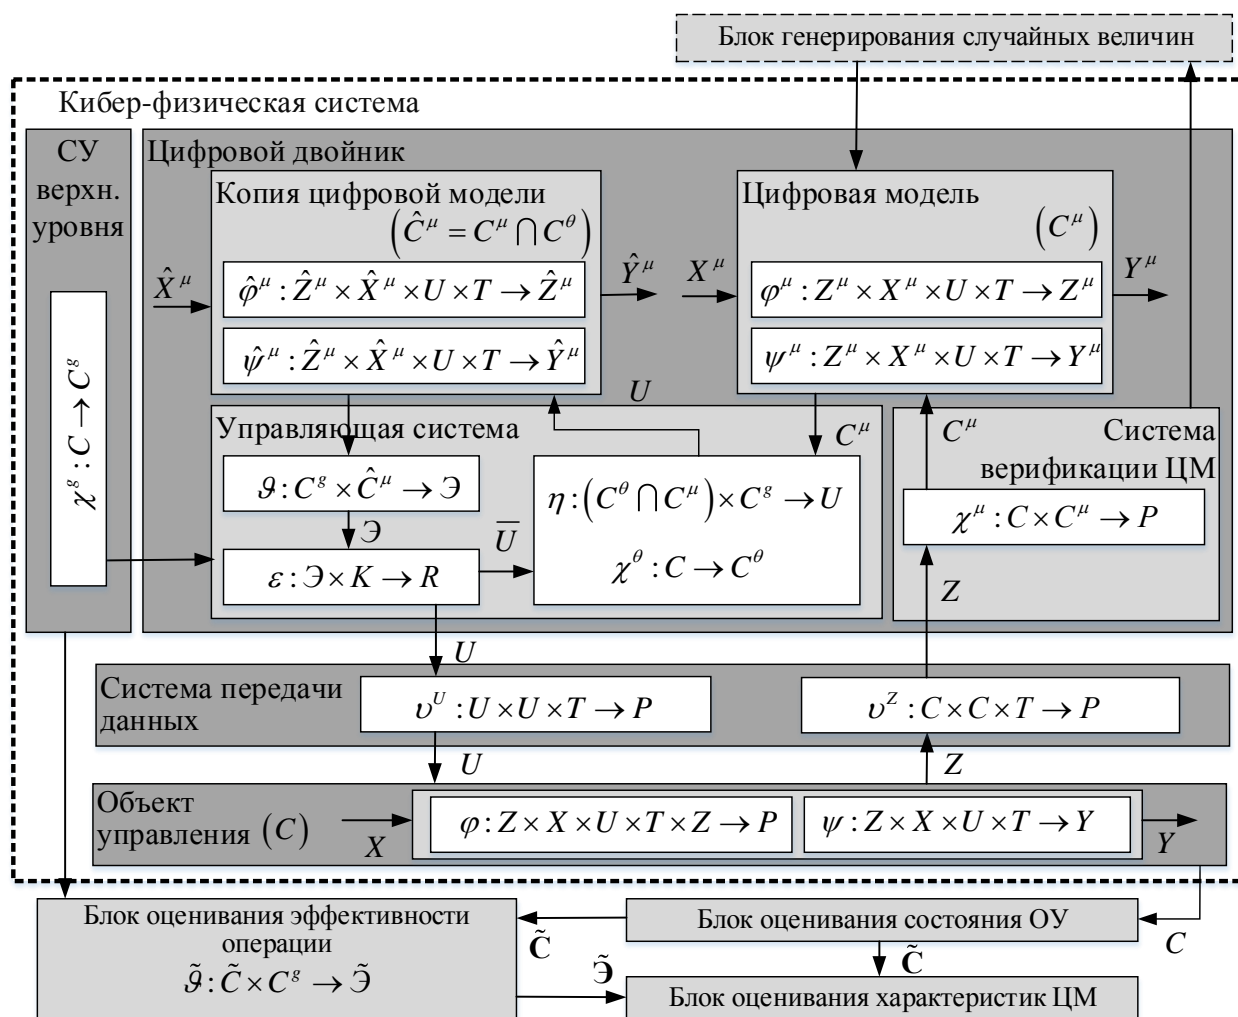 Блок генерирования случайных величин
Кибер-физическая система
СУ
верхн.
уровня
χ^g : C → C^g
Цифровой двойник
Копия цифровой модели
(Ĉ^μ = C^μ ⋂ C^θ)
X̂^μ
φ̂^μ : Ẑ^μ × X̂^μ × U × T → Ẑ^μ
ψ̂^μ : Ẑ^μ × X̂^μ × U × T → Ŷ^μ
Ŷ^μ
Цифровая модель
(C^μ)
X^μ
φ^μ : Z^μ × X^μ × U × T → Z^μ
ψ^μ : Z^μ × X^μ × U × T → Y^μ
Y^μ
U
Управляющая система
C^μ
ϑ : C^g × Ĉ^μ → Э
Э
ε : Э × K → R
U̅
η : (C^θ ⋂ C^μ) × C^g → U
χ^θ : C → C^θ
C^μ
Система
верификации ЦМ
χ^μ : C × C^μ → P
Z
U
Система передачи
данных
υ^U : U × U × T → P
υ^Z : C × C × T → P
U
Z
Объект
управления (C)
X
φ : Z × X × U × T × Z → P
ψ : Z × X × U × T → Y
Y
Блок оценивания эффективности
операции
ϑ̃ : C̃ × C^g → Э̃
C̃
Блок оценивания состояния ОУ
C
C̃
Э̃
Блок оценивания характеристик ЦМ